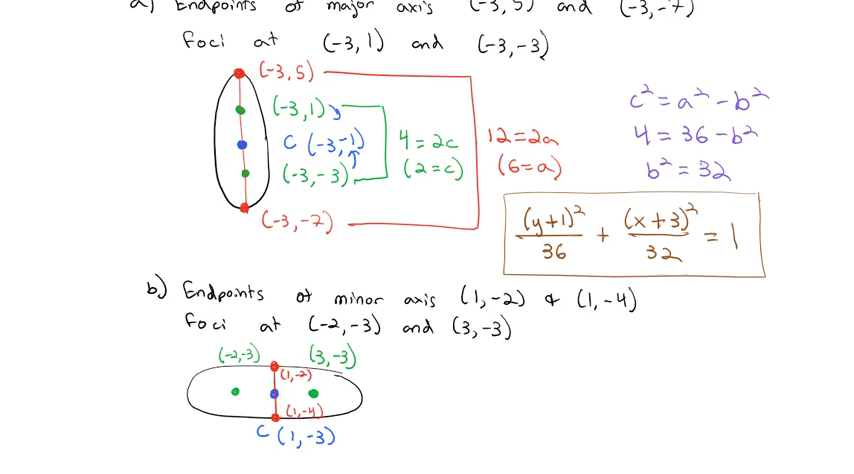 a) Endpoints of major axis (-3, 5) and (-3, -7)
Foci at (-3, 1) and (-3, -3)
(-3, 5)
(-3, 1)
C (-3, -1)
(-3, -3)
(-3, -7)
4 = 2c
(2 = c)
12 = 2a
(6 = a)
c² = a² - b²
4 = 36 - b²
b² = 32
(y+1)²/36 + (x+3)²/32 = 1
b.) Endpoints of minor axis (1, -2) & (1, -4)
Foci at (-2, -3) and (3, -3)
(-2, -3) (3, -3)
(1, -2)
(1, -4)
C (1, -3)